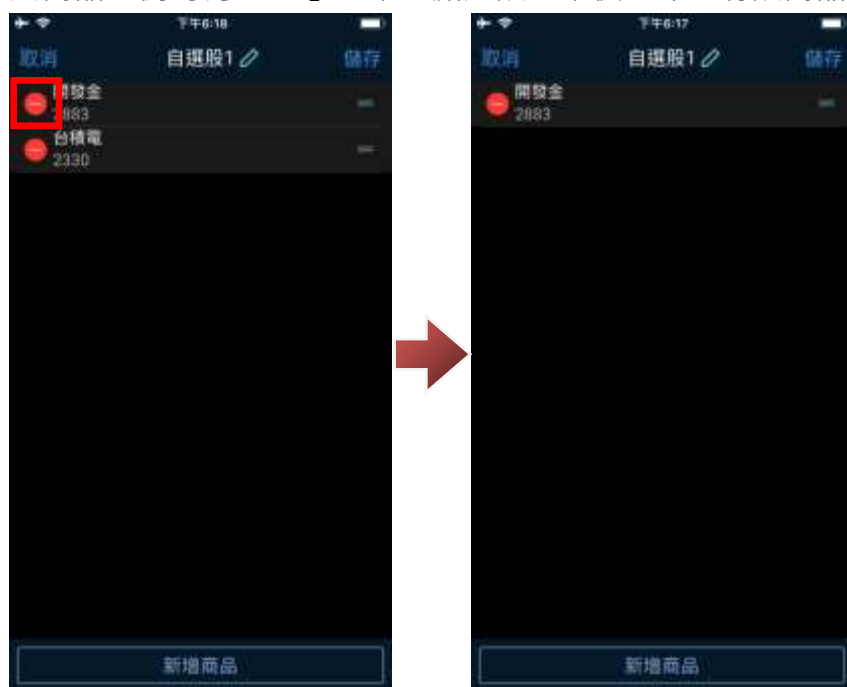 下午6:18
取消 自選股1 儲存
開發金
2883
台積電
2330
新增商品
下午6:17
取消 自選股1 儲存
開發金
2883
新增商品